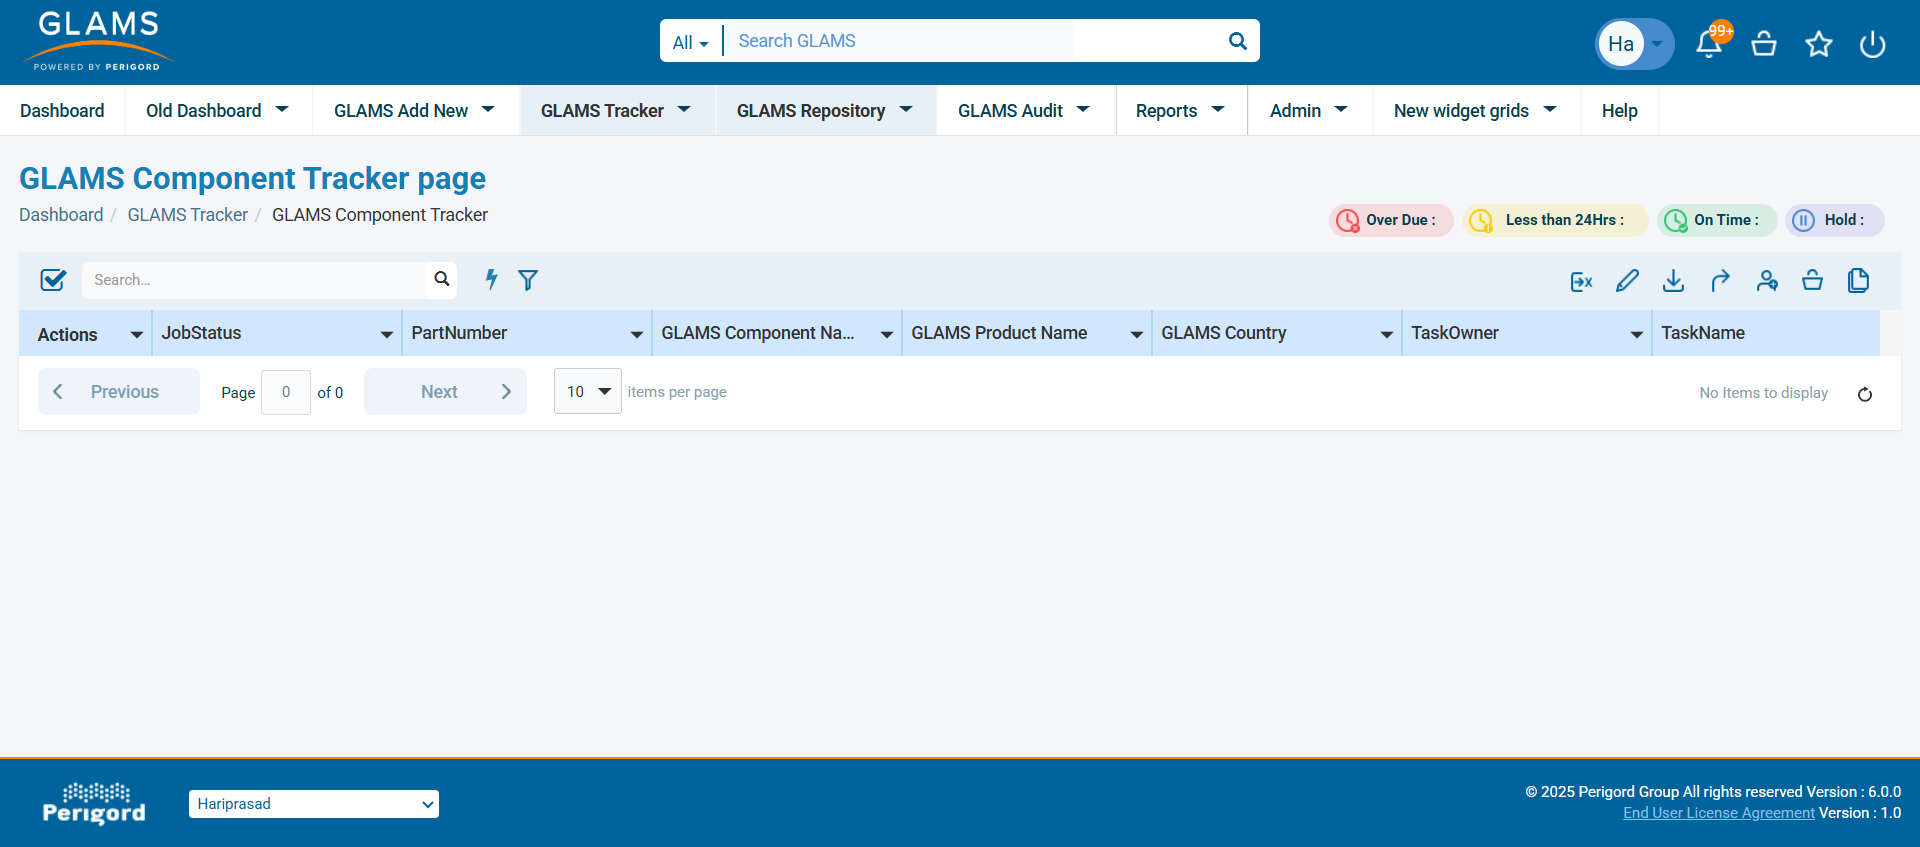 GLAMS
POWERED BY PERIGORD
All
Search GLAMS
Ha
99+
Dashboard
Old Dashboard
GLAMS Add New
GLAMS Tracker
GLAMS Repository
GLAMS Audit
Reports
Admin
New widget grids
Help
GLAMS Component Tracker page
Dashboard / GLAMS Tracker / GLAMS Component Tracker
Over Due :
Less than 24Hrs :
On Time :
Hold :
Search...
Actions
JobStatus
PartNumber
GLAMS Component Na...
GLAMS Product Name
GLAMS Country
TaskOwner
TaskName
Previous
Page 0 of 0
Next
10 items per page
No Items to display
Perigord
Hariprasad
© 2025 Perigord Group All rights reserved Version : 6.0.0
End User License Agreement Version : 1.0